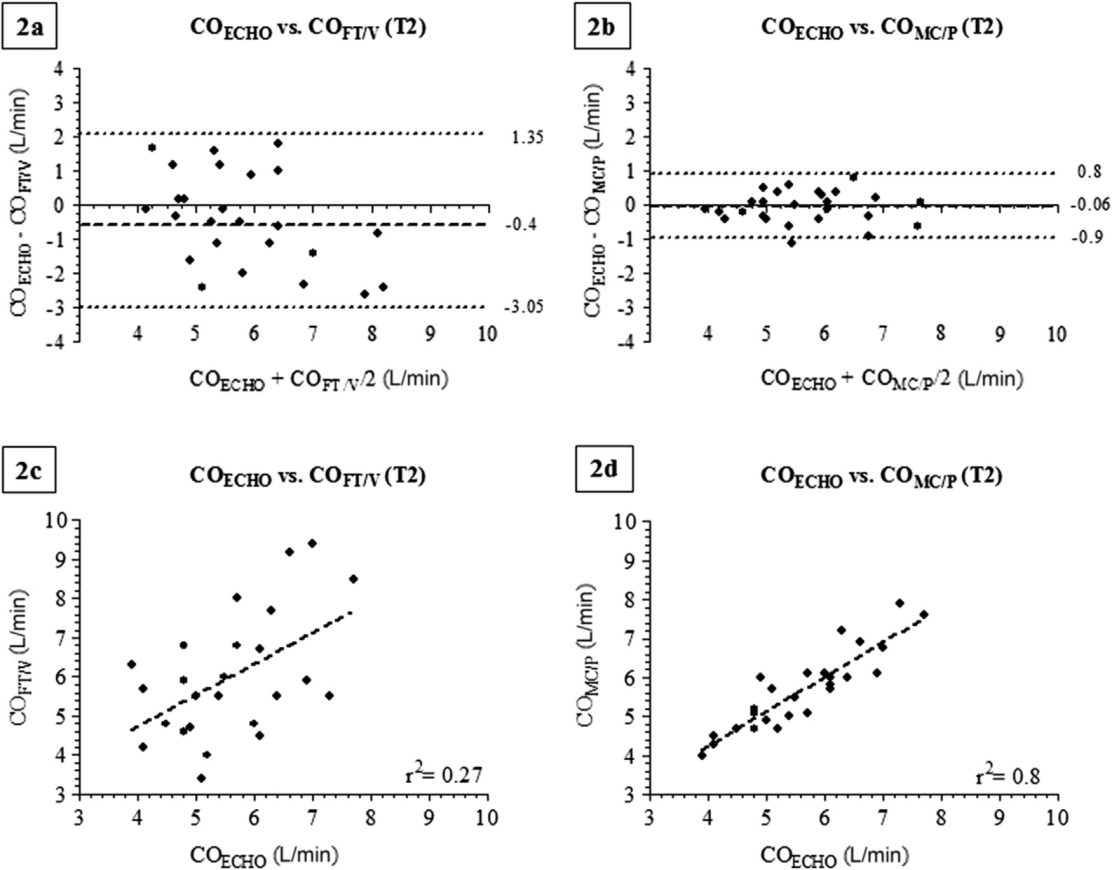 2a
CO_ECHO vs. CO_FT/V (T2)
CO_ECHO - CO_FT/V (L/min)
4
3
2
1
0
-1
-2
-3
-4
1.35
-0.4
-3.05
4 5 6 7 8 9 10
CO_ECHO + CO_FT/V/2 (L/min)
2b
CO_ECHO vs. CO_MC/P (T2)
CO_ECHO - CO_MC/P (L/min)
4
3
2
1
0
-1
-2
-3
-4
0.8
-0.06
-0.9
4 5 6 7 8 9 10
CO_ECHO + CO_MC/P/2 (L/min)
2c
CO_ECHO vs. CO_FT/V (T2)
CO_FT/V (L/min)
10
9
8
7
6
5
4
3
r²= 0.27
3 4 5 6 7 8 9 10
CO_ECHO (L/min)
2d
CO_ECHO vs. CO_MC/P (T2)
CO_MC/P (L/min)
10
9
8
7
6
5
4
3
r²= 0.8
3 4 5 6 7 8 9 10
CO_ECHO (L/min)